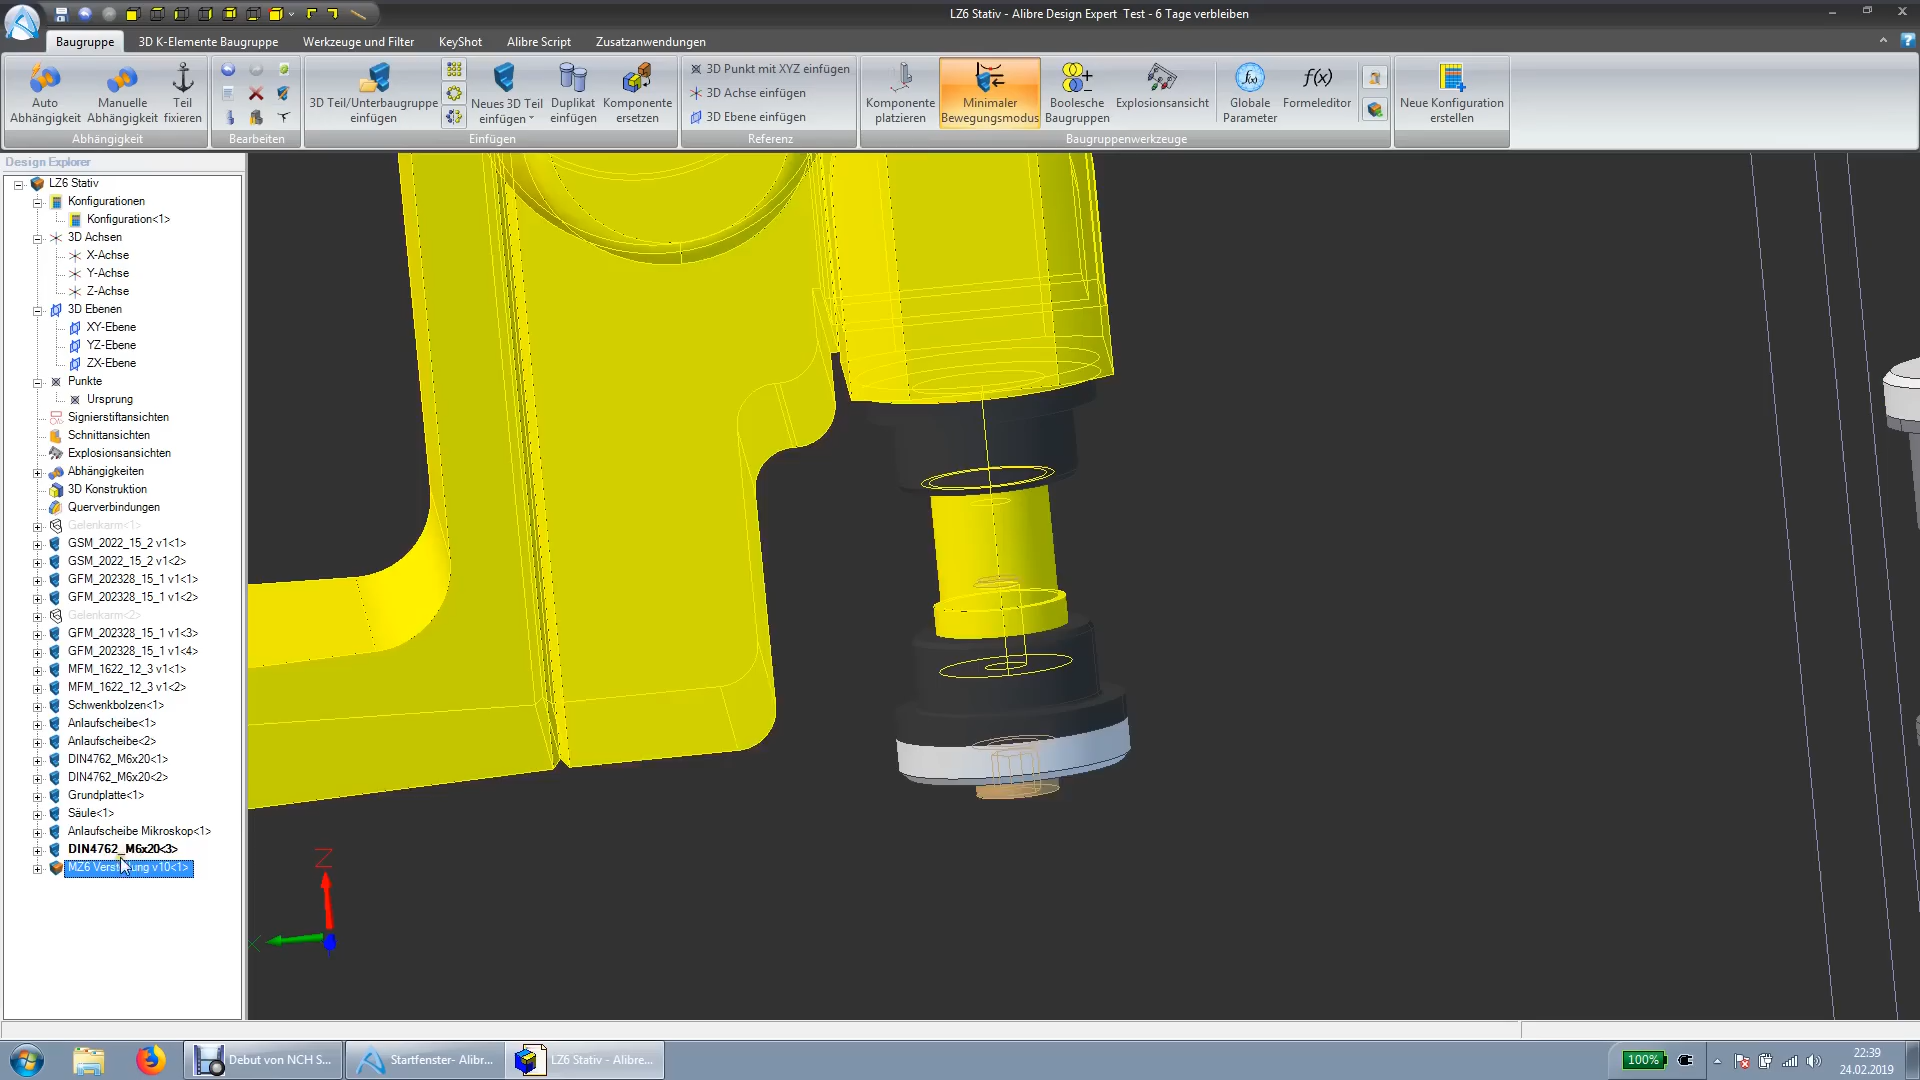 LZ6 Stativ - Alibre Design Expert Test - 6 Tage verbleiben
Baugruppe
3D K-Elemente Baugruppe
Werkzeuge und Filter
KeyShot
Alibre Script
Zusatzanwendungen
Auto Abhängigkeit
Manuelle Abhängigkeit
Teil fixieren
Abhängigkeit
Bearbeiten
3D Teil/Unterbaugruppe einfügen
Neues 3D Teil einfügen
Duplikat einfügen
Komponente ersetzen
Einfügen
3D Punkt mit XYZ einfügen
3D Achse einfügen
3D Ebene einfügen
Referenz
Komponente platzieren
Minimaler Bewegungsmodus
Boolesche Baugruppen
Explosionsansicht
Globale Parameter
f(x)
Formeleditor
Baugruppenwerkzeuge
Neue Konfiguration erstellen
Design Explorer
LZ6 Stativ
Konfigurationen
Konfiguration<1>
3D Achsen
X-Achse
Y-Achse
Z-Achse
3D Ebenen
XY-Ebene
YZ-Ebene
ZX-Ebene
Punkte
Ursprung
Signierstiftansichten
Schnittansichten
Explosionsansichten
Abhängigkeiten
3D Konstruktion
Querverbindungen
Gelenkarm<1>
GSM_2022_15_2 v1<1>
GSM_2022_15_2 v1<2>
GFM_202328_15_1 v1<1>
GFM_202328_15_1 v1<2>
Gelenkarm<2>
GFM_202328_15_1 v1<3>
GFM_202328_15_1 v1<4>
MFM_1622_12_3 v1<1>
MFM_1622_12_3 v1<2>
Schwenkbolzen<1>
Anlaufscheibe<1>
Anlaufscheibe<2>
DIN4762_M6x20<1>
DIN4762_M6x20<2>
Grundplatte<1>
Säule<1>
Anlaufscheibe Mikroskop<1>
DIN4762_M6x20<3>
MZ6 v10<1>
Z
X
Debut von NCH S...
Startfenster- Alibr...
LZ6 Stativ - Alibre...
100%
22:39
24.02.2019